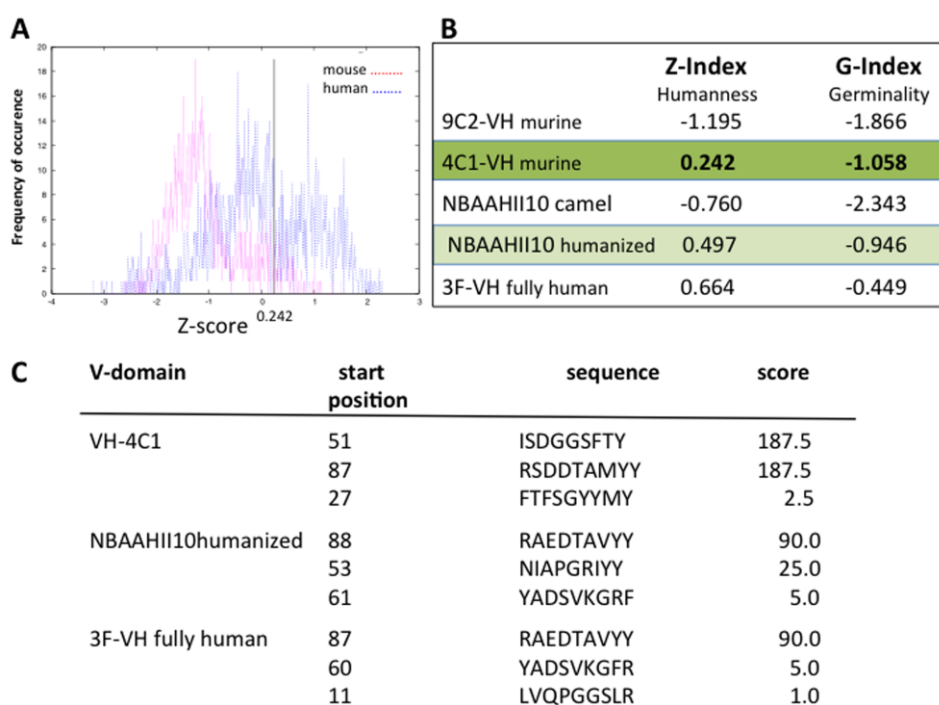 A
Frequency of occurence
20
18
16
14
12
10
8
6
4
2
0
mouse ........
human ........
-4 -3 -2 -1 0 1 2 3
Z-score 0.242
B
Z-Index G-Index
Humanness Germinality
9C2-VH murine -1.195 -1.866
4C1-VH murine 0.242 -1.058
NBAAHII10 camel -0.760 -2.343
NBAAHII10 humanized 0.497 -0.946
3F-VH fully human 0.664 -0.449
C
V-domain start sequence score
position
VH-4C1 51 ISDGGSFTY 187.5
87 RSDDTAMYY 187.5
27 FTFSGYYMY 2.5
NBAAHII10humanized 88 RAEDTAVYY 90.0
53 NIAPGRIYY 25.0
61 YADSVKGRF 5.0
3F-VH fully human 87 RAEDTAVYY 90.0
60 YADSVKGFR 5.0
11 LVQPGGSLR 1.0